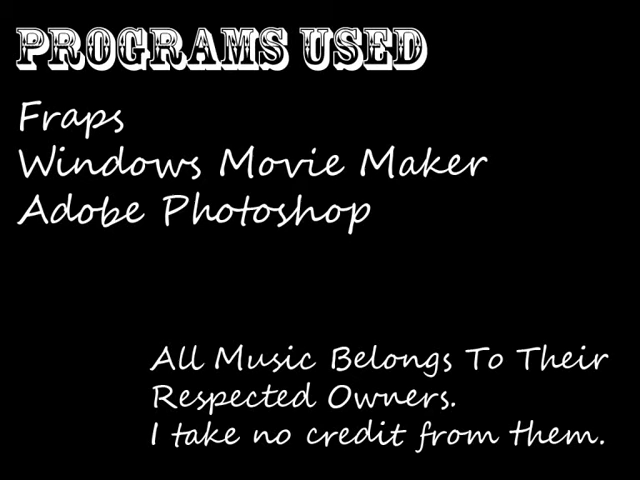 PROGRAMS USED
Fraps
Windows Movie Maker
Adobe Photoshop
All Music Belongs To Their
Respected Owners.
I take no credit from them.